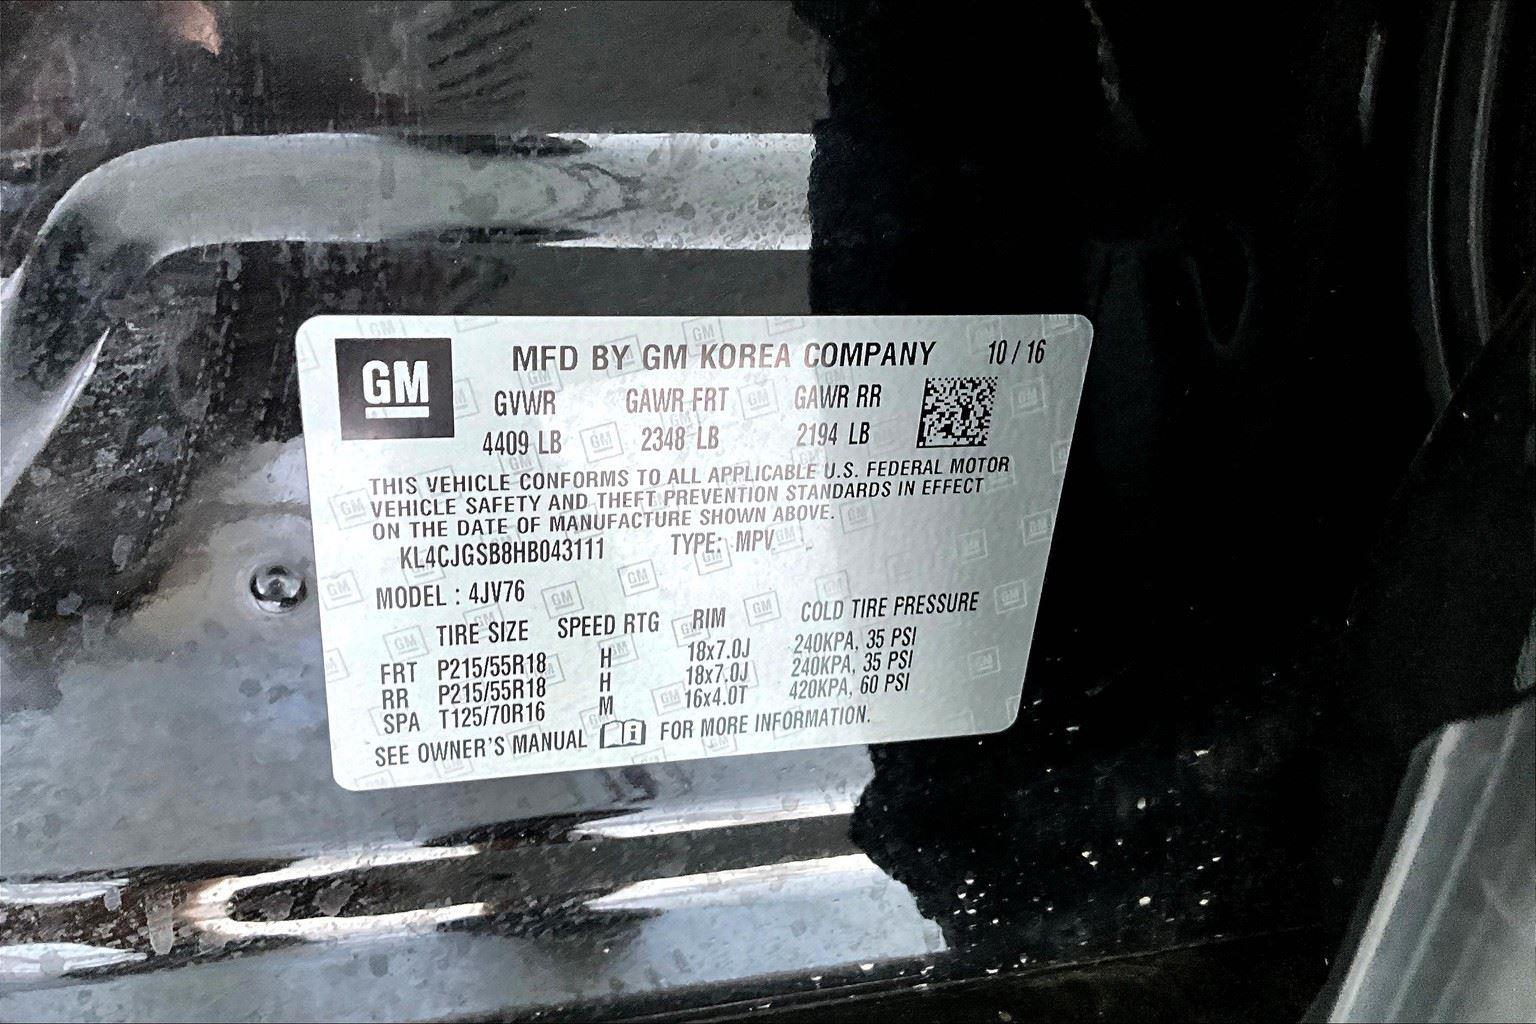 GM
MFD BY GM KOREA COMPANY 10 / 16
GVWR GAWR FRT GAWR RR
4409 LB 2348 LB 2194 LB
THIS VEHICLE CONFORMS TO ALL APPLICABLE U.S. FEDERAL MOTOR
VEHICLE SAFETY AND THEFT PREVENTION STANDARDS IN EFFECT
ON THE DATE OF MANUFACTURE SHOWN ABOVE.
KL4CJGSB8HB043111 TYPE: MPV
MODEL : 4JV76
TIRE SIZE SPEED RTG RIM COLD TIRE PRESSURE
FRT P215/55R18 H 18x7.0J 240KPA, 35 PSI
RR P215/55R18 H 18x7.0J 240KPA, 35 PSI
SPA T125/70R16 M 16x4.0T 420KPA, 60 PSI
SEE OWNER'S MANUAL FOR MORE INFORMATION.